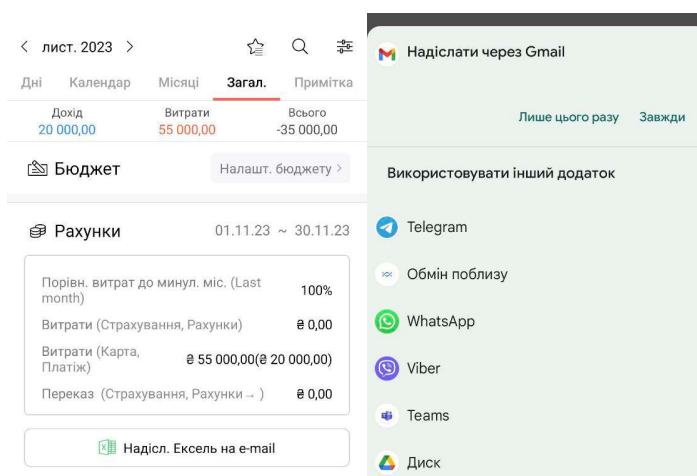 лист. 2023
Дні Календар Місяці Загал. Примітка
Дохід Витрати Всього
20 000,00 55 000,00 -35 000,00
Бюджет Налашт. бюджету >
Рахунки 01.11.23 ~ 30.11.23
Порівн. витрат до минул. міс. (Last
month) 100%
Витрати (Страхування, Рахунки) ₴ 0,00
Витрати (Карта,
Платіж) ₴ 55 000,00(₴ 20 000,00)
Переказ (Страхування, Рахунки→ ) ₴ 0,00
Надісл. Ексель на e-mail
Надіслати через Gmail
Лише цього разу Завжди
Використовувати інший додаток
Telegram
Обмін поблизу
WhatsApp
Viber
Teams
Диск